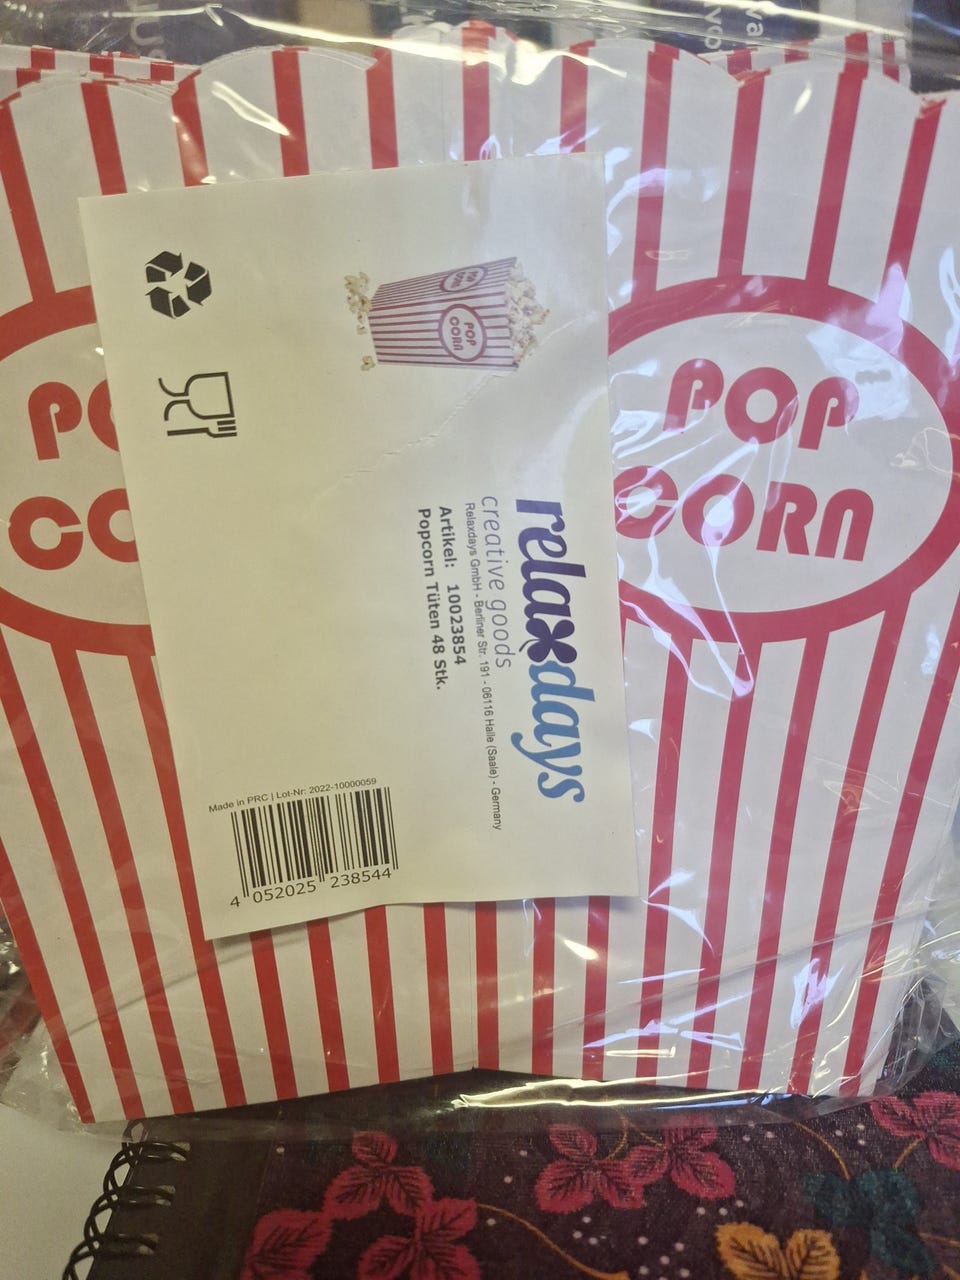 relaxdays
creative goods
Relaxdays GmbH - Berliner Str. 191 - 06116 Halle (Saale) - Germany
Artikel: 10023854
Popcorn Tüten 48 Stk.
POP
CORN
POP
CORN
Made in PRC | Lot-Nr: 2022-10000059
4 052025 238544
POP
CORN